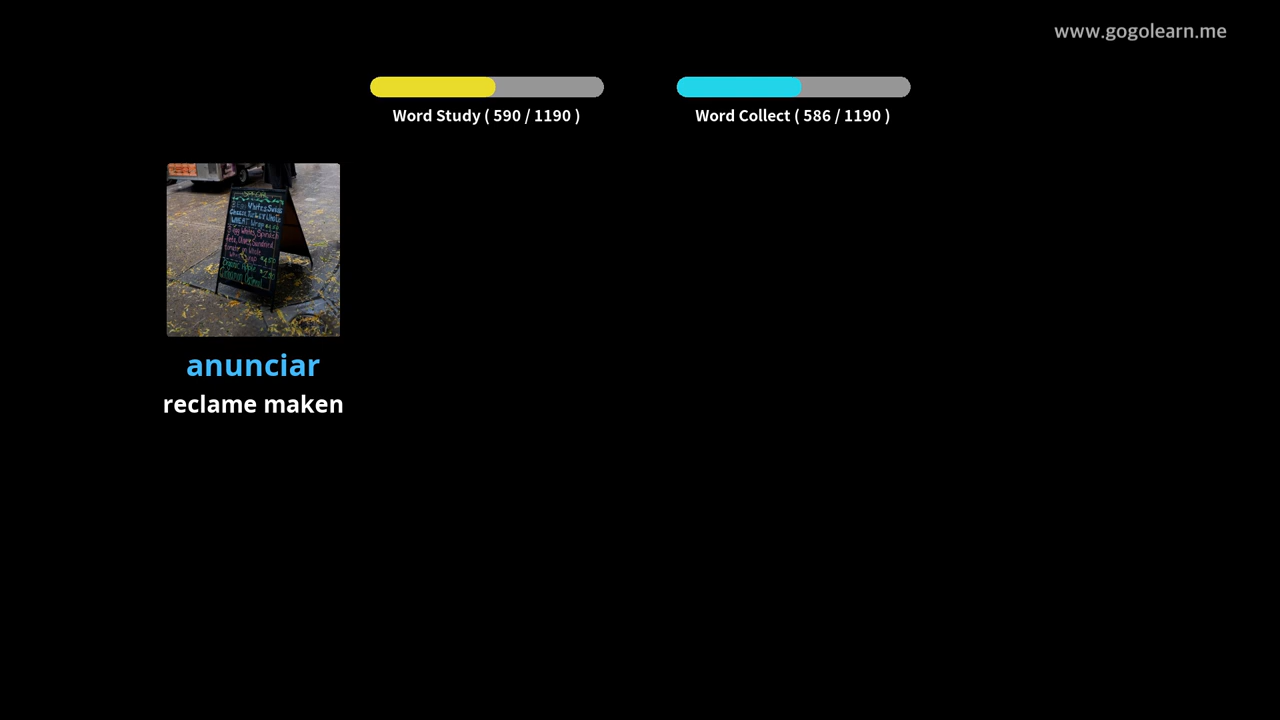 www.gogolearn.me
Word Study ( 590 / 1190 )
Word Collect ( 586 / 1190 )
anunciar
reclame maken